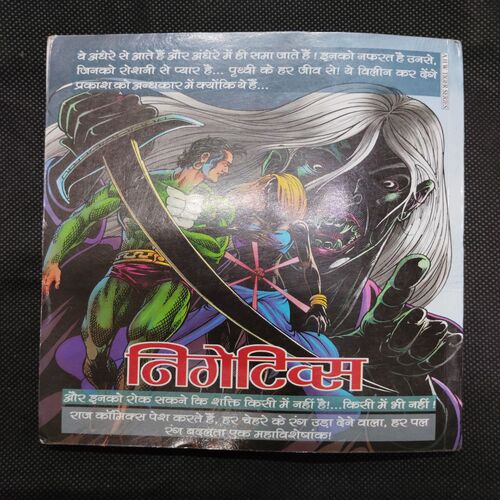 वे अंधेरे से आते हैं और अंधेरे में ही समा जाते हैं ! इनको नफरत है उनसे,
जिनको रोशनी से प्यार है... पृथ्वी के हर जीव से! ये विलीन कर देंगे
प्रकाश को अन्धकार में क्योंकि ये हैं...
निगेटिव्स
और इनको रोक सकने कि शक्ति किसी में नहीं है!... किसी में भी नहीं !
राज कॉमिक्स पेश करते हैं, हर चेहरे के रंग उड़ा देने वाला, हर पल
रंग बदलता एक महाविशेषांक!